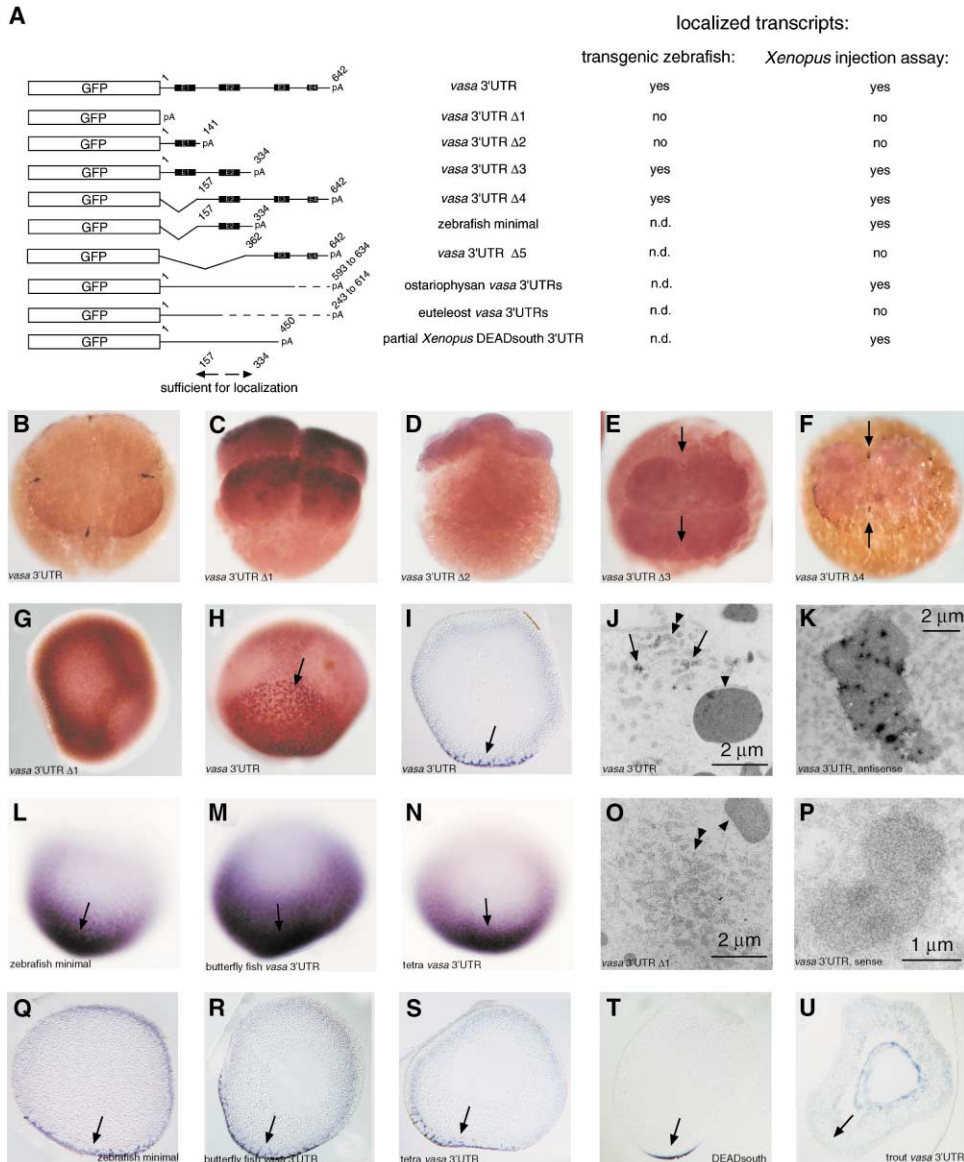 A
localized transcripts:
transgenic zebrafish:
Xenopus injection assay:
GFP 1 E1 E2 E3 E4 642 pA vasa 3'UTR yes yes
GFP pA vasa 3'UTR Δ1 no no
GFP 1 E1 141 pA vasa 3'UTR Δ2 no no
GFP 1 E1 E2 334 pA vasa 3'UTR Δ3 yes yes
GFP 157 E2 E3 E4 642 pA vasa 3'UTR Δ4 yes yes
GFP 157 E2 334 pA zebrafish minimal n.d. yes
GFP 362 E3 E4 642 pA vasa 3'UTR Δ5 n.d. no
GFP 1 593 to 634 pA ostariophysan vasa 3'UTRs n.d. yes
GFP 1 243 to 614 pA euteleost vasa 3'UTRs n.d. no
GFP 1 450 pA partial Xenopus DEADsouth 3'UTR n.d. yes
157 334
sufficient for localization
B
vasa 3'UTR
C
vasa 3'UTR Δ1
D
vasa 3'UTR Δ2
E
vasa 3'UTR Δ3
F
vasa 3'UTR Δ4
G
vasa 3'UTR Δ1
H
vasa 3'UTR
I
J
2 μm
vasa 3'UTR
K
2 μm
vasa 3'UTR, antisense
L
zebrafish minimal
M
butterfly fish vasa 3'UTR
N
tetra vasa 3'UTR
O
2 μm
vasa 3'UTR Δ1
P
1 μm
vasa 3'UTR, sense
Q
zebrafish minimal
R
butterfly fish vasa 3'UTR
S
tetra vasa 3'UTR
T
DEADsouth
U
trout vasa 3'UTR